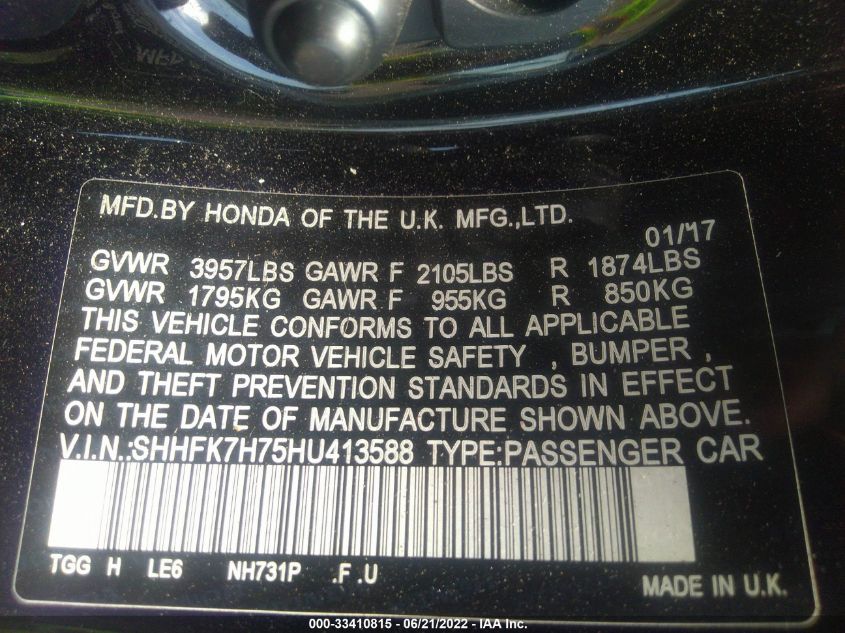 MFD.BY HONDA OF THE U.K. MFG.,LTD.
01/17
GVWR 3957LBS GAWR F 2105LBS R 1874LBS
GVWR 1795KG GAWR F 955KG R 850KG
THIS VEHICLE CONFORMS TO ALL APPLICABLE
FEDERAL MOTOR VEHICLE SAFETY , BUMPER ,
AND THEFT PREVENTION STANDARDS IN EFFECT
ON THE DATE OF MANUFACTURE SHOWN ABOVE.
V.I.N.:SHHFK7H75HU413588 TYPE:PASSENGER CAR
TGG H LE6 NH731P .F .U
MADE IN U.K.
000-33410815 - 06/21/2022 - IAA Inc.